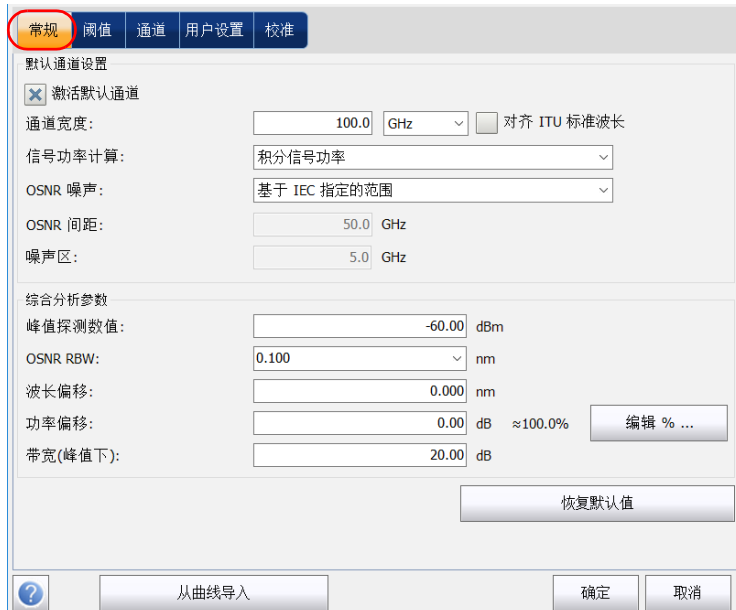 常规 阈值 通道 用户设置 校准
默认通道设置
激活默认通道
通道宽度: 100.0 GHz 对齐 ITU 标准波长
信号功率计算: 积分信号功率
OSNR 噪声: 基于 IEC 指定的范围
OSNR 间距: 50.0 GHz
噪声区: 5.0 GHz
综合分析参数
峰值探测数值: -60.00 dBm
OSNR RBW: 0.100 nm
波长偏移: 0.000 nm
功率偏移: 0.00 dB ≈100.0% 编辑 % ...
带宽(峰值下): 20.00 dB
恢复默认值
? 从曲线导入 确定 取消